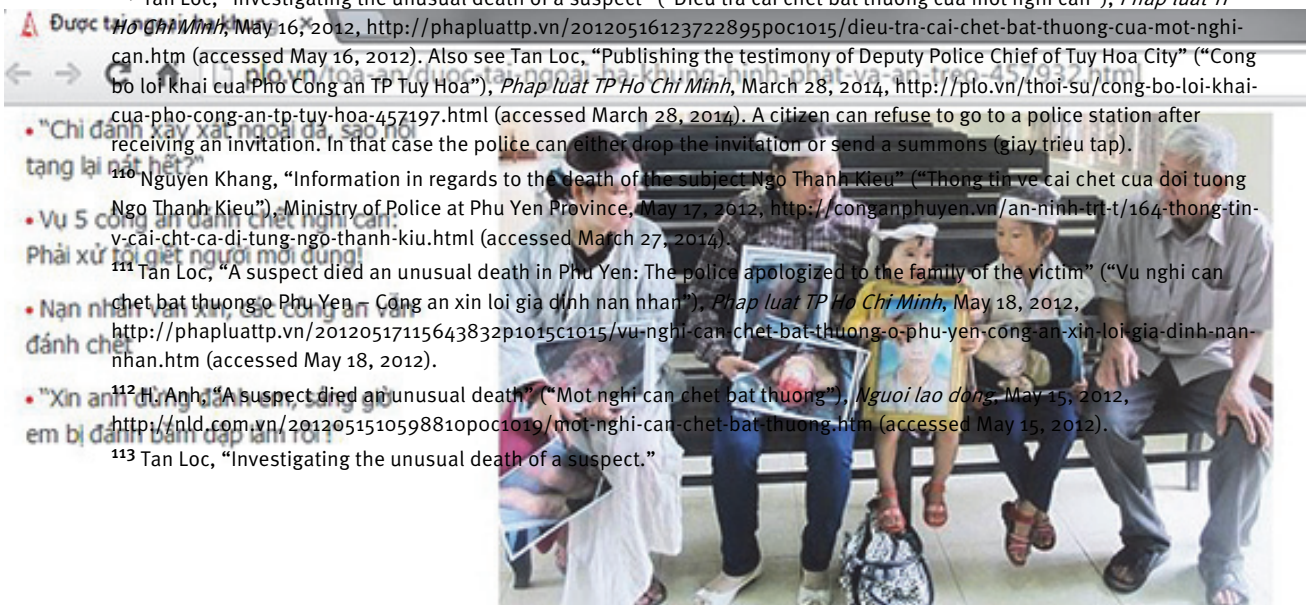 Tan Loc, “Investigating the unusual death of a suspect” (“Dieu tra cai chet bat thuong cua mot nghi can”), Phap luat TP
Ho Chi Minh, May 16, 2012, http://phapluattp.vn/20120516123722895p0c1015/dieu-tra-cai-chet-bat-thuong-cua-mot-nghi-
can.htm (accessed May 16, 2012). Also see Tan Loc, “Publishing the testimony of Deputy Police Chief of Tuy Hoa City” (“Cong
bo loi khai cua Pho Cong an TP Tuy Hoa”), Phap luat TP Ho Chi Minh, March 28, 2014, http://plo.vn/thoi-su/cong-bo-loi-khai-
cua-pho-cong-an-tp-tuy-hoa-457197.html (accessed March 28, 2014). A citizen can refuse to go to a police station after
receiving an invitation. In that case the police can either drop the invitation or send a summons (giay trieu tap).
110 Nguyen Khang, “Information in regards to the death of the subject Ngo Thanh Kieu” (“Thong tin ve cai chet cua doi tuong
Ngo Thanh Kieu”), Ministry of Police at Phu Yen Province, May 17, 2012, http://conganphuyen.vn/an-ninh-trt-t/164-thong-tin-
v-cai-cht-ca-di-tung-ngo-thanh-kiu.html (accessed March 27, 2014).
111 Tan Loc, “A suspect died an unusual death in Phu Yen: The police apologized to the family of the victim” (“Vu nghi can
chet bat thuong o Phu Yen – Cong an xin loi gia dinh nan nhan”), Phap luat TP Ho Chi Minh, May 18, 2012,
http://phapluattp.vn/20120517115643832p1015c1015/vu-nghi-can-chet-bat-thuong-o-phu-yen-cong-an-xin-loi-gia-dinh-nan-
nhan.htm (accessed May 18, 2012).
112 H. Anh, “A suspect died an unusual death” (“Mot nghi can chet bat thuong”), Nguoi lao dong, May 15, 2012,
http://nld.com.vn/2012051510598810p0c1019/mot-nghi-can-chet-bat-thuong.htm (accessed May 15, 2012).
113 Tan Loc, “Investigating the unusual death of a suspect.”
Được tại ngoại
• "Chỉ đánh xây xát ngoài da, sao nội
tạng lại nát hết?"
• Vụ 5 công an đánh chết nghi can:
Phải xử tội giết người mới đúng!
• Nạn nhân van xin, các công an vẫn
đánh chết
• "Xin anh đừng đánh em, sáng giờ
em bị đánh bầm dập lắm rồi"